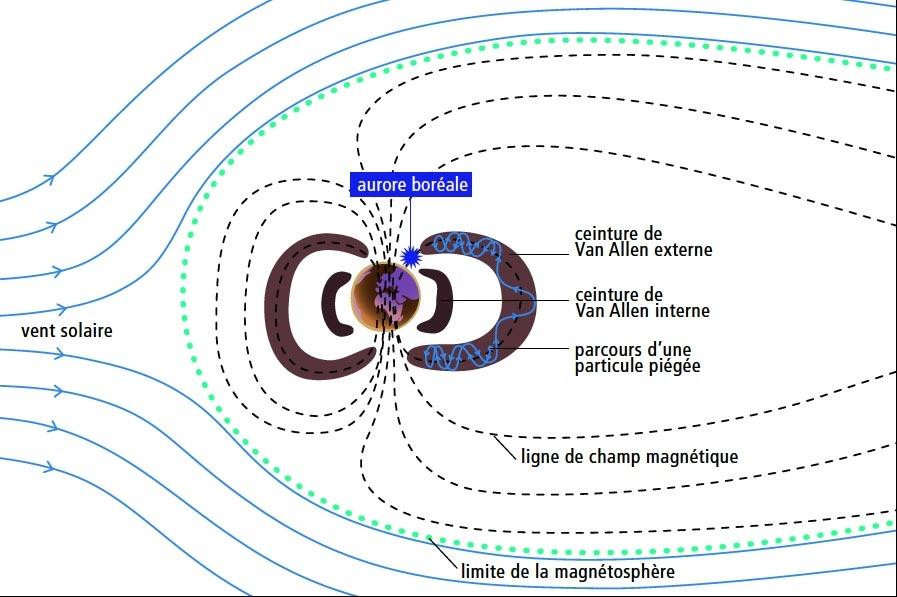 aurore boréale
ceinture de
Van Allen externe
ceinture de
Van Allen interne
vent solaire
parcours d'une
particule piégée
ligne de champ magnétique
limite de la magnétosphère